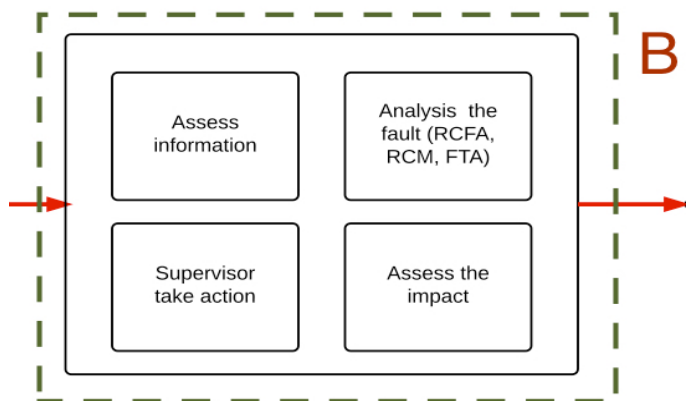 B
Assess
information
Analysis the
fault (RCFA,
RCM, FTA)
Supervisor
take action
Assess the
impact